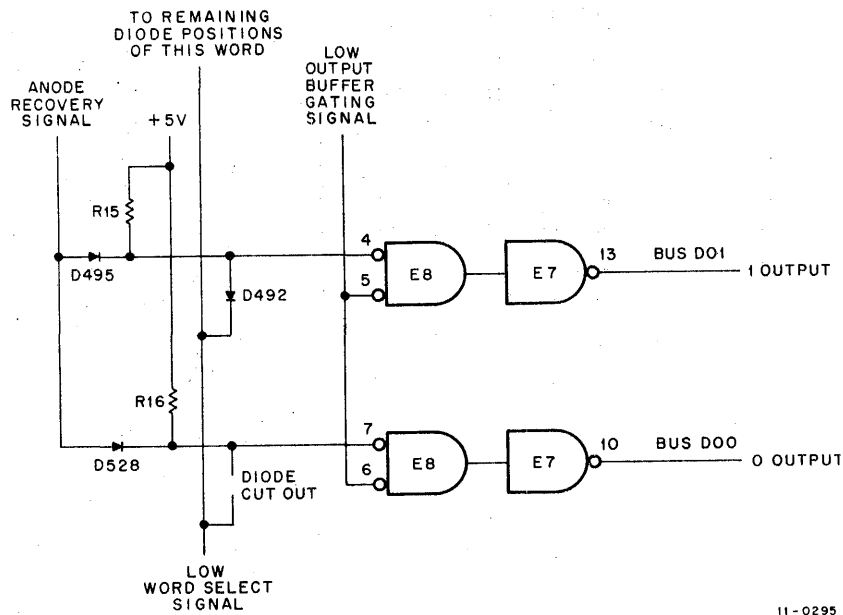 TO REMAINING
DIODE POSITIONS
OF THIS WORD
LOW
OUTPUT
BUFFER
GATING
SIGNAL
ANODE
RECOVERY
SIGNAL
+5V
R15
D495
D492
4
5
E8
E7
13
BUS D01
1 OUTPUT
R16
D528
DIODE
CUT OUT
7
6
E8
E7
10
BUS D00
0 OUTPUT
LOW
WORD SELECT
SIGNAL
11-0295